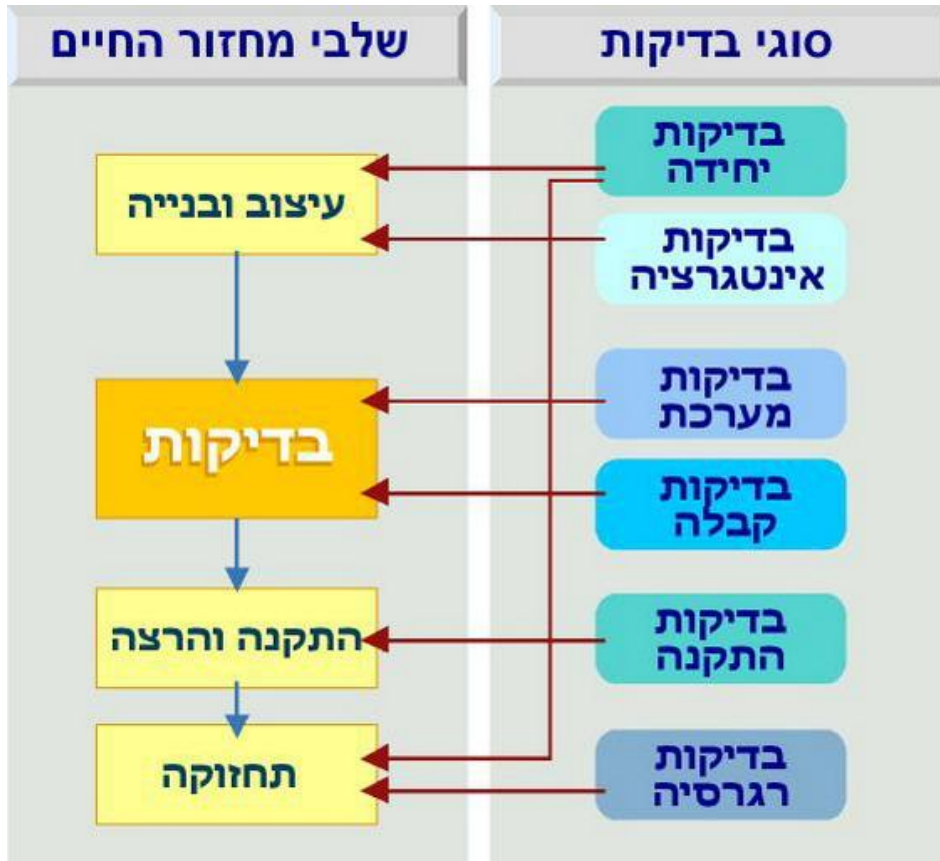 סוגי בדיקות
בדיקות
יחידה
בדיקות
אינטגרציה
בדיקות
מערכת
בדיקות
קבלה
בדיקות
התקנה
בדיקות
רגרסיה
שלבי מחזור החיים
עיצוב ובנייה
בדיקות
התקנה והרצה
תחזוקה